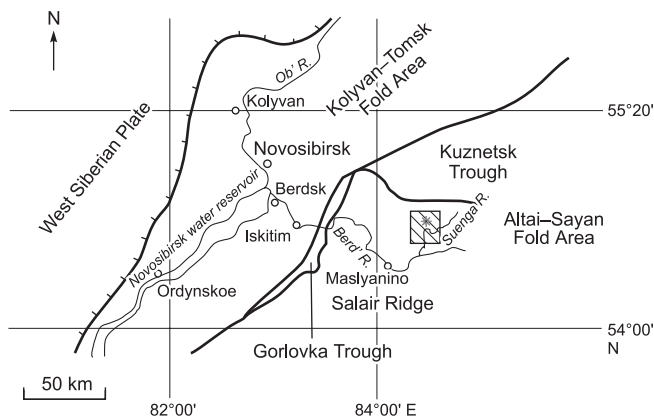 N
Ob' R.
Kolyvan–Tomsk
Fold Area
Kolyvan
55°20'
West Siberian Plate
Novosibirsk
Kuznetsk
Trough
Novosibirsk water reservoir
Berdsk
Suenga R.
Altai–Sayan
Fold Area
Iskitim
Berd' R.
Maslyanino
Ordynskoe
Salair Ridge
54°00'
N
Gorlovka Trough
50 km
82°00'
84°00' E